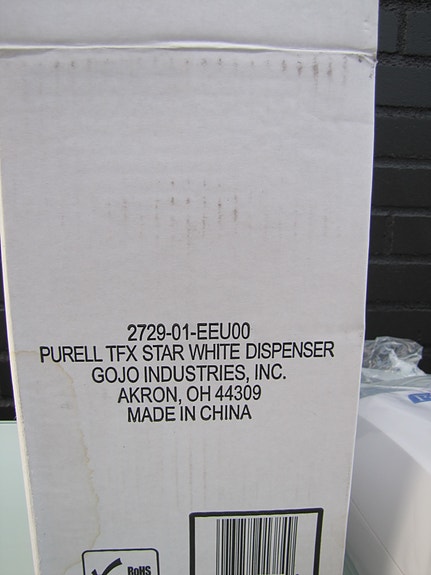 2729-01-EEU00
PURELL TFX STAR WHITE DISPENSER
GOJO INDUSTRIES, INC.
AKRON, OH 44309
MADE IN CHINA
RoHS